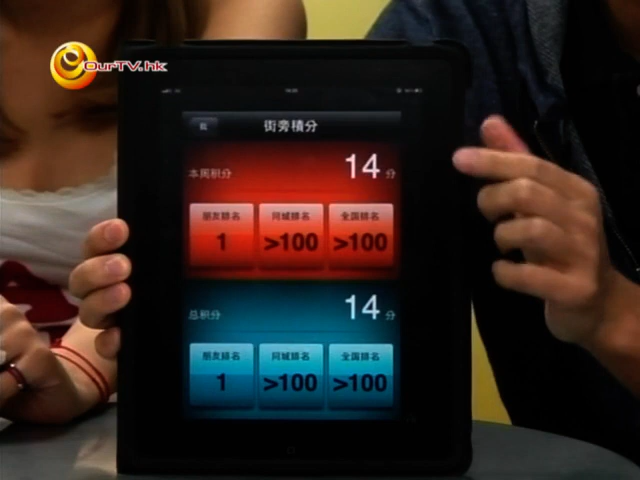 OurTV.hk
街旁積分
本周积分
14 分
朋友排名 同城排名 全国排名
1 >100 >100
总积分
14 分
朋友排名 同城排名 全国排名
1 >100 >100